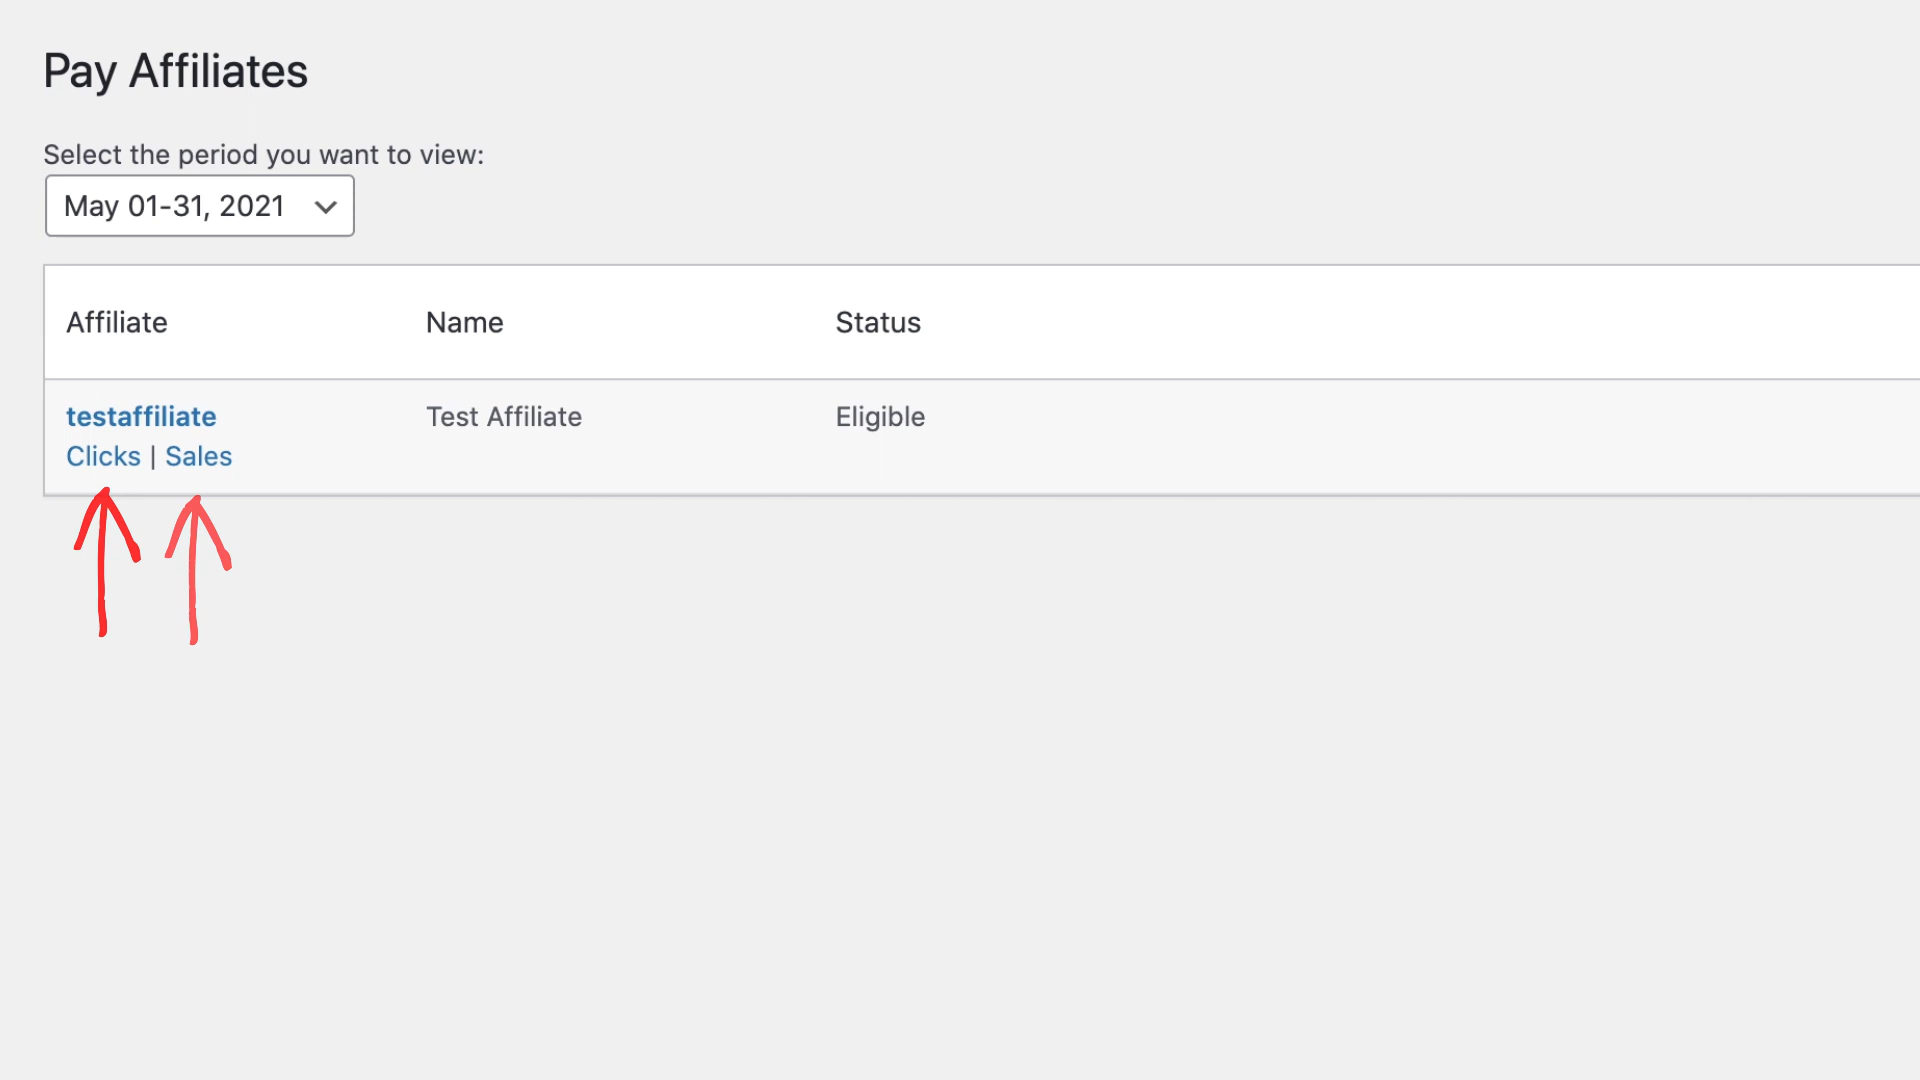 Pay Affiliates
Select the period you want to view:
May 01-31, 2021
Affiliate Name Status
testaffiliate Test Affiliate Eligible
Clicks | Sales